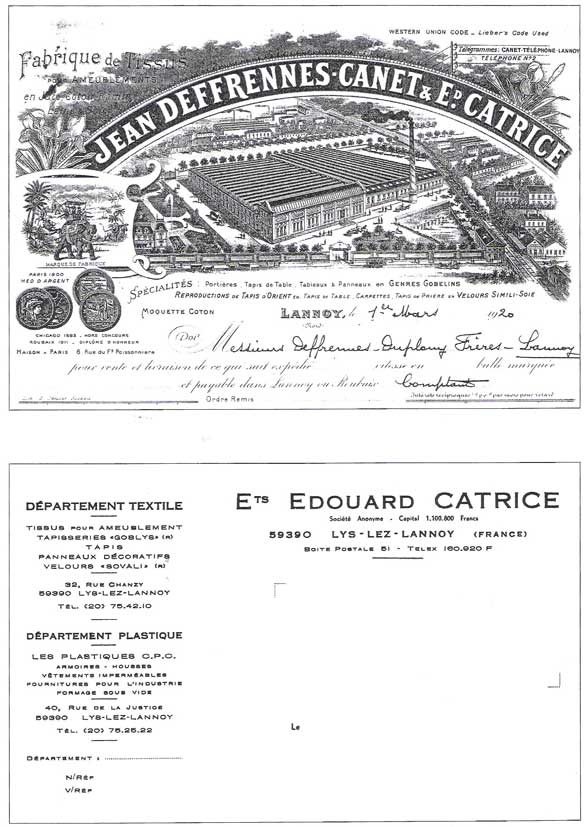 WESTERN UNION CODE - Lieber's Code Used
Télégrammes: CANET-TÉLÉPHONE-LANNOY
TÉLÉPHONE Nº2
Fabrique de Tissus
POUR AMEUBLEMENTS
JEAN DEFFRENNES-CANET & ED. CATRICE
MARQUE DE FABRIQUE
PARIS 1900
MED D'ARGENT
CHICAGO 1893 - HORS CONCOURS
ROUBAIX 1911 - DIPLÔME D'HONNEUR
MAISON - PARIS 6 Rue du Fg Poissonnière
SPÉCIALITÉS : Portières, Tapis de Table, Tableaux & Panneaux en GENRES GOBELINS
REPRODUCTIONS DE TAPIS D'ORIENT EN TAPIS DE TABLE, CARPETTES, TAPIS DE PRIÈRE EN VELOURS SIMILI-SOIE
MOQUETTE COTON
LANNOY, le 1er Mars 1920
(Nord)
Doit Messieurs Deffrennes-Duplouy Frères - Lannoy
pour vente et livraison de ce qui suit expédié vitesse en balle marquée
et payable dans Lannoy ou Roubaix Comptant
Ordre Remis
DÉPARTEMENT TEXTILE
TISSUS POUR AMEUBLEMENT
TAPISSERIES «GOBLYS» (R)
TAPIS
PANNEAUX DÉCORATIFS
VELOURS «SOVALI» (R)
32, RUE CHANZY
59390 LYS-LEZ-LANNOY
TÉL. (20) 75.42.10
DÉPARTEMENT PLASTIQUE
LES PLASTIQUES C.P.C.
ARMOIRES - HOUSSES
VÊTEMENTS IMPERMÉABLES
FOURNITURES POUR L'INDUSTRIE
FORMAGE SOUS VIDE
40, RUE DE LA JUSTICE
59390 LYS-LEZ-LANNOY
TÉL. (20) 75.25.22
DÉPARTEMENT :
N/RÉF
V/RÉF
ETS EDOUARD CATRICE
Société Anonyme - Capital 1.100.800 Francs
59390 LYS-LEZ-LANNOY (FRANCE)
BOITE POSTALE 51 - TELEX 160.920 F
Le